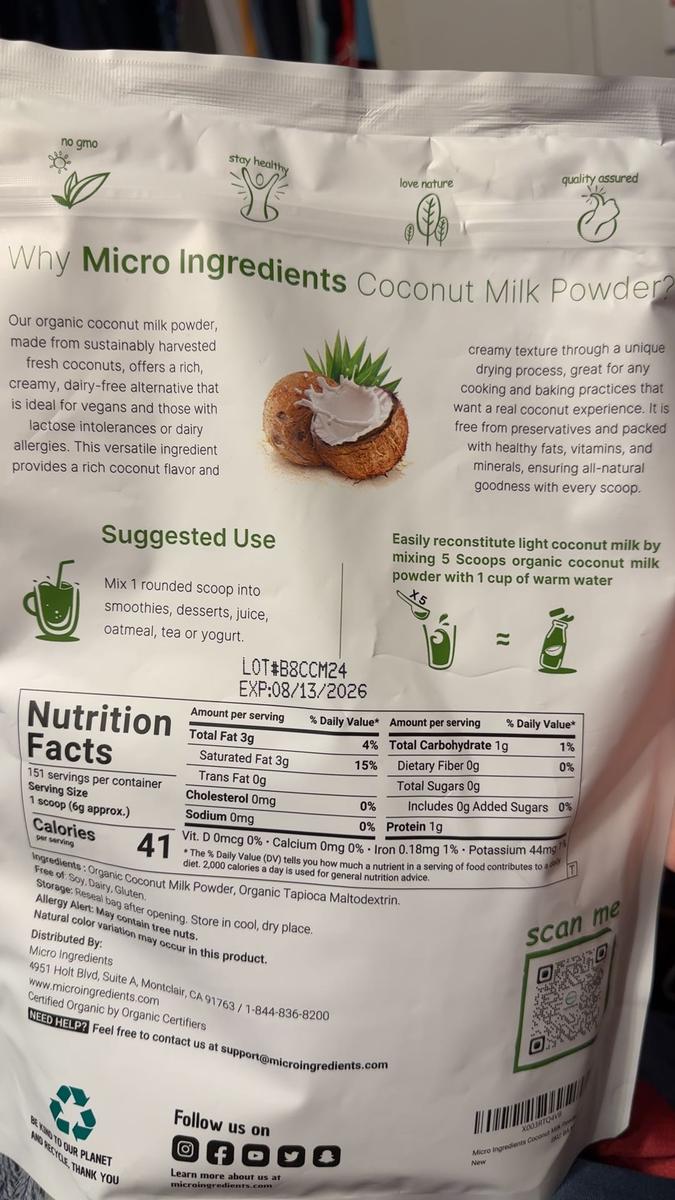 no gmo
stay healthy
love nature
quality assured
Why Micro Ingredients Coconut Milk Powder?
Our organic coconut milk powder,
made from sustainably harvested
fresh coconuts, offers a rich,
creamy, dairy-free alternative that
is ideal for vegans and those with
lactose intolerances or dairy
allergies. This versatile ingredient
provides a rich coconut flavor and
creamy texture through a unique
drying process, great for any
cooking and baking practices that
want a real coconut experience. It is
free from preservatives and packed
with healthy fats, vitamins, and
minerals, ensuring all-natural
goodness with every scoop.
Suggested Use
Mix 1 rounded scoop into
smoothies, desserts, juice,
oatmeal, tea or yogurt.
Easily reconstitute light coconut milk by
mixing 5 Scoops organic coconut milk
powder with 1 cup of warm water
X5
≈
LOT#B8CCM24
EXP:08/13/2026
Nutrition
Facts
151 servings per container
Serving Size
1 scoop (6g approx.)
Calories
per serving
41
Amount per serving % Daily Value*
Total Fat 3g 4%
Saturated Fat 3g 15%
Trans Fat 0g
Cholesterol 0mg 0%
Sodium 0mg 0%
Amount per serving % Daily Value*
Total Carbohydrate 1g 1%
Dietary Fiber 0g 0%
Total Sugars 0g
Includes 0g Added Sugars 0%
Protein 1g
Vit. D 0mcg 0% • Calcium 0mg 0% • Iron 0.18mg 1% • Potassium 44mg 1%
* The % Daily Value (DV) tells you how much a nutrient in a serving of food contributes to a daily
diet. 2,000 calories a day is used for general nutrition advice.
T
Ingredients : Organic Coconut Milk Powder, Organic Tapioca Maltodextrin.
Free of: Soy, Dairy, Gluten.
Storage: Reseal bag after opening. Store in cool, dry place.
Allergy Alert: May contain tree nuts.
Natural color variation may occur in this product.
Distributed By:
Micro Ingredients
4951 Holt Blvd, Suite A, Montclair, CA 91763 / 1-844-836-8200
www.microingredients.com
Certified Organic by Organic Certifiers
NEED HELP? Feel free to contact us at support@microingredients.com
scan me
BE KIND TO OUR PLANET
AND RECYCLE, THANK YOU
Follow us on
Learn more about us at
microingredients.com
X003RTQ4V9
Micro Ingredients Coconut Milk
New